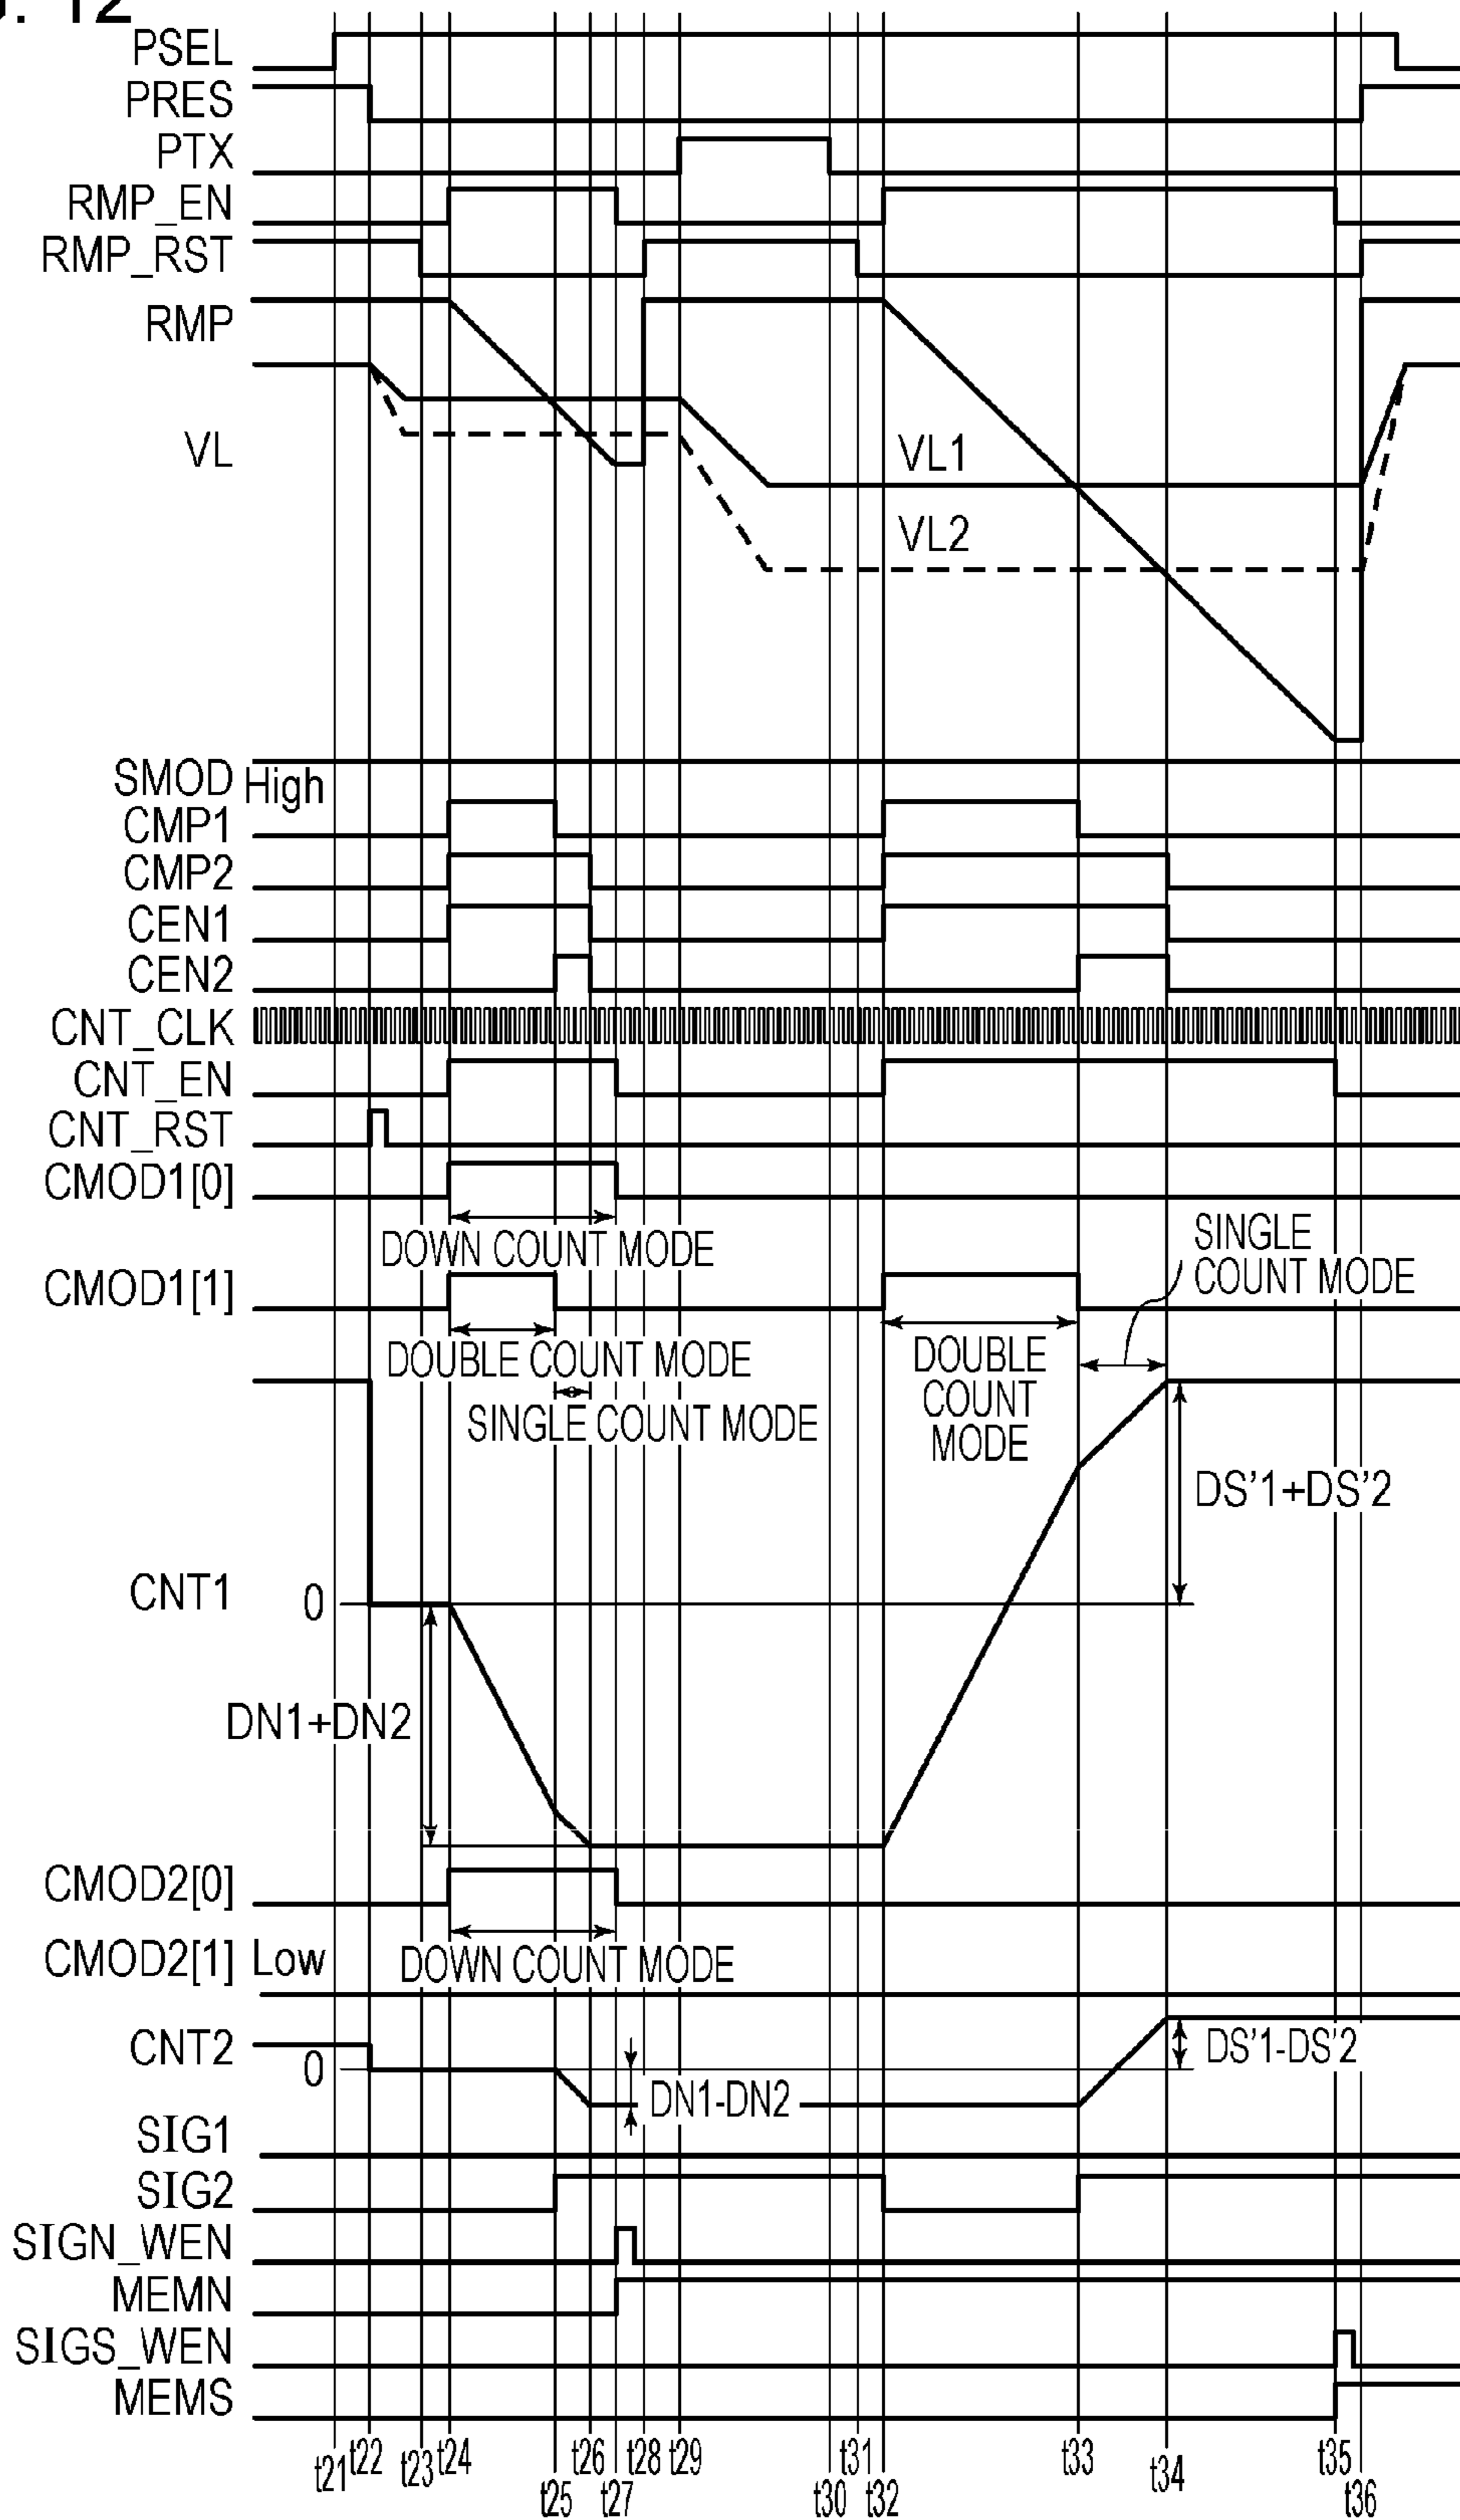 . 12
PSEL
PRES
PTX
RMP_EN
RMP_RST
RMP
VL
VL1
VL2
SMOD High
CMP1
CMP2
CEN1
CEN2
CNT_CLK
CNT_EN
CNT_RST
CMOD1[0]
DOWN COUNT MODE
SINGLE
COUNT MODE
CMOD1[1]
DOUBLE COUNT MODE
DOUBLE
COUNT
MODE
SINGLE COUNT MODE
DS'1+DS'2
CNT1 0
DN1+DN2
CMOD2[0]
DOWN COUNT MODE
CMOD2[1] Low
CNT2 0
DS'1-DS'2
DN1-DN2
SIG1
SIG2
SIGN_WEN
MEMN
SIGS_WEN
MEMS
t21 t22 t23 t24 t25 t26 t27 t28 t29 t30 t31 t32 t33 t34 t35 t36